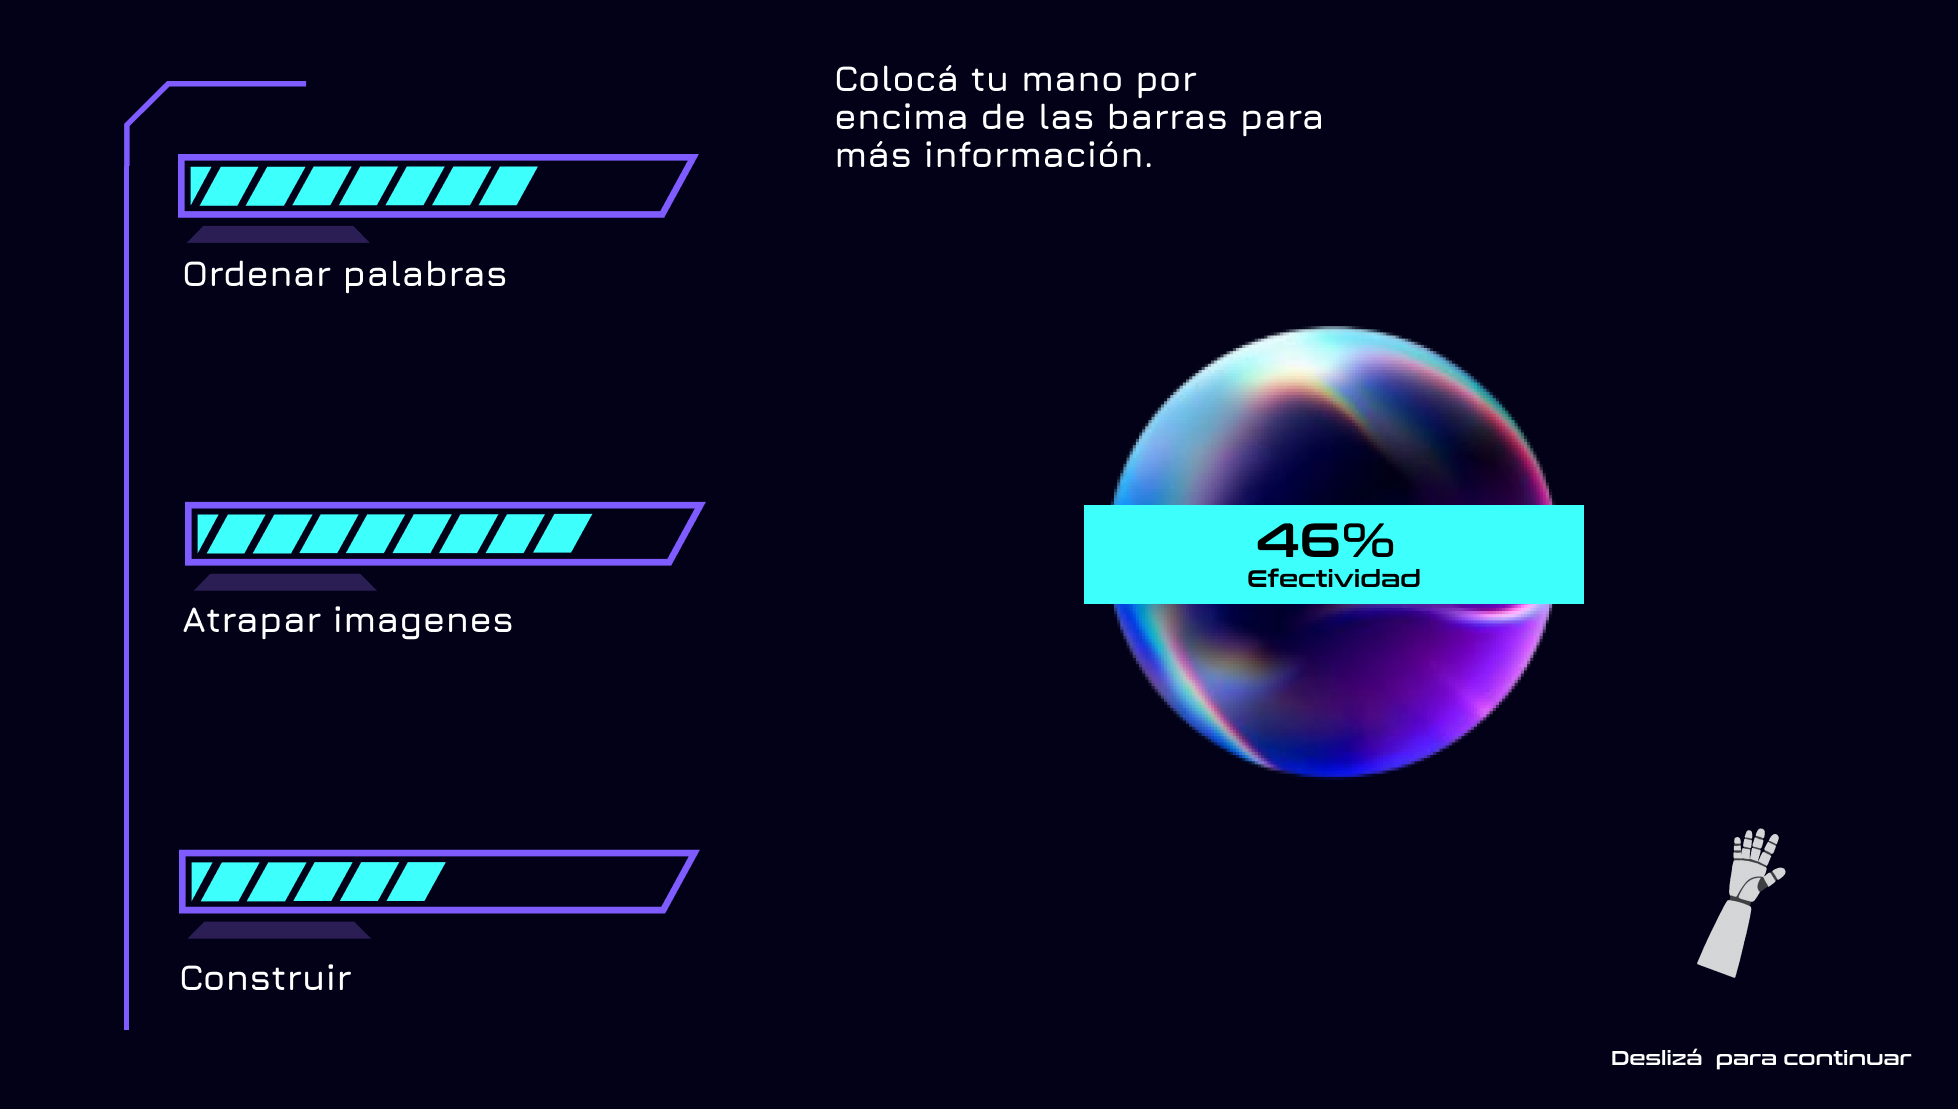 Colocá tu mano por
encima de las barras para
más información.
Ordenar palabras
Atrapar imagenes
Construir
46%
Efectividad
Deslizá para continuar